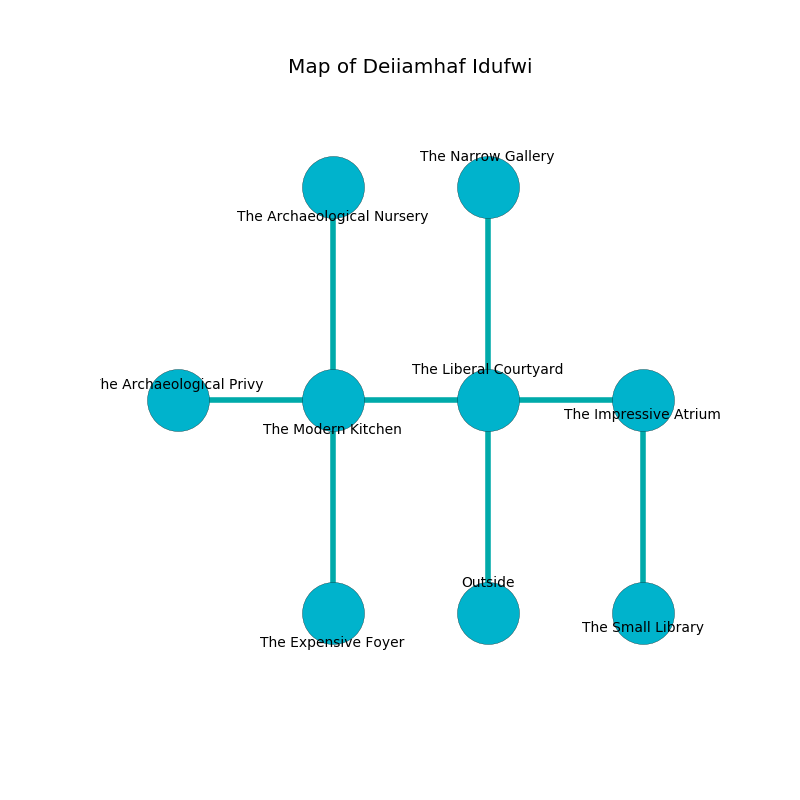 Map of Deiiamhaf Idufwi
The Narrow Gallery
The Archaeological Nursery
The Liberal Courtyard
he Archaeological Privy
The Impressive Atrium
The Modern Kitchen
Outside
The Small Library
The Expensive Foyer